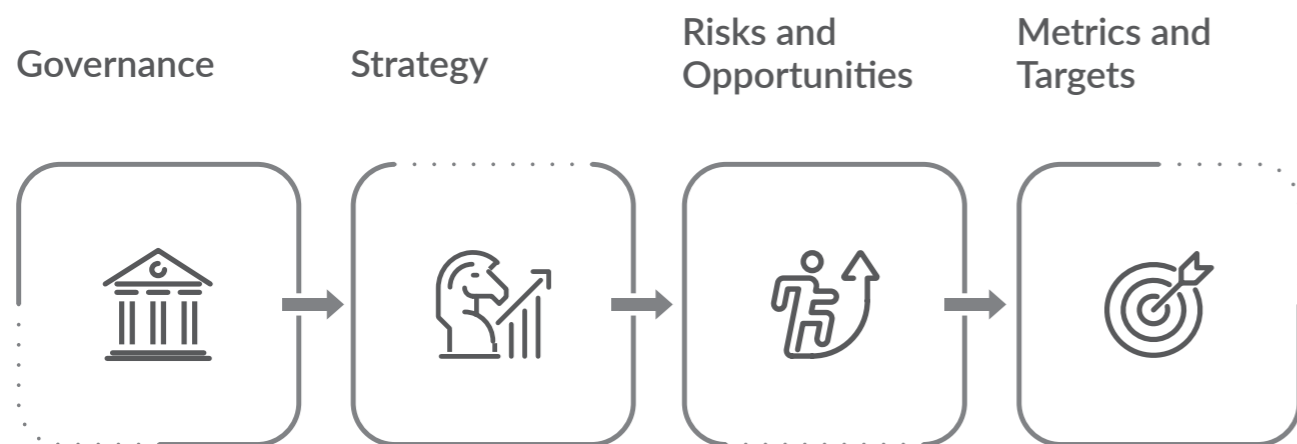 Governance
Strategy
Risks and
Opportunities
Metrics and
Targets